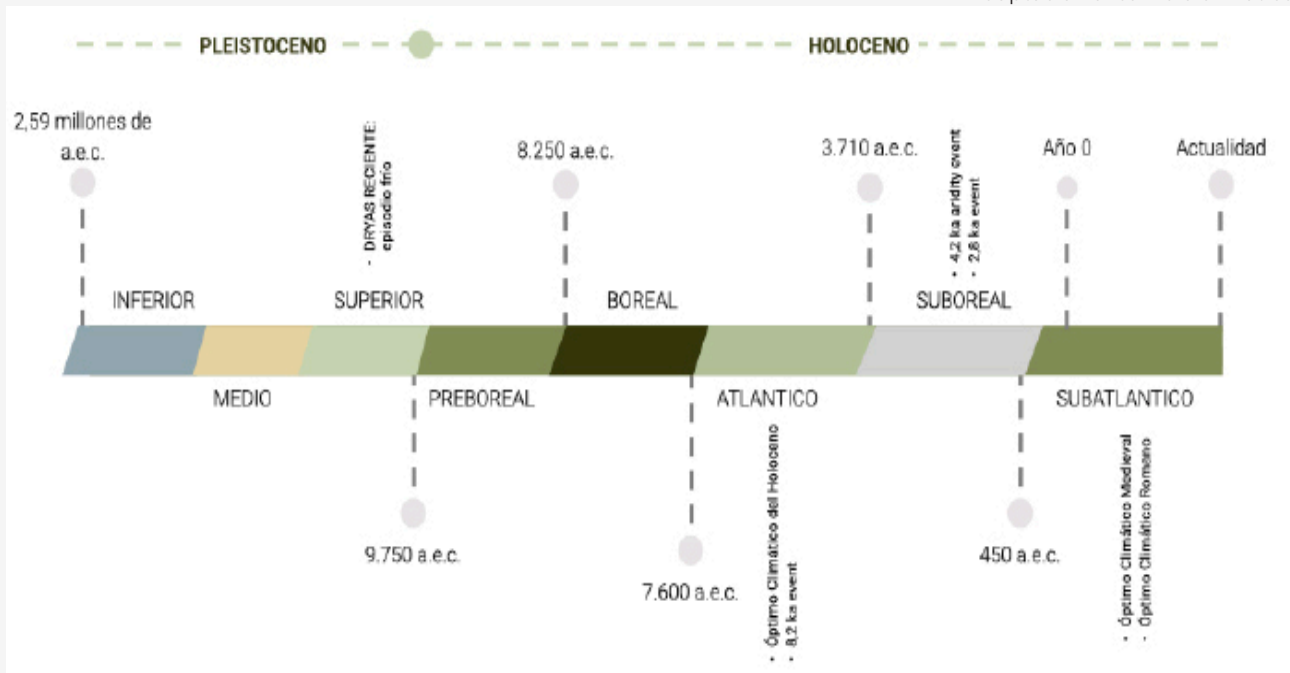 PLEISTOCENO
HOLOCENO
2,59 millones de
a.e.c.
- DRYAS RECIENTE:
episodio frío
8.250 a.e.c.
3.710 a.e.c.
• 4,2 ka aridity event
• 2,8 ka event
Año 0
Actualidad
INFERIOR
SUPERIOR
BOREAL
SUBOREAL
MEDIO
PREBOREAL
ATLANTICO
SUBATLANTICO
9.750 a.e.c.
7.600 a.e.c.
• Óptimo Climático del Holoceno
• 8,2 ka event
450 a.e.c.
• Óptimo Climático Medieval
- Óptimo Climático Romano